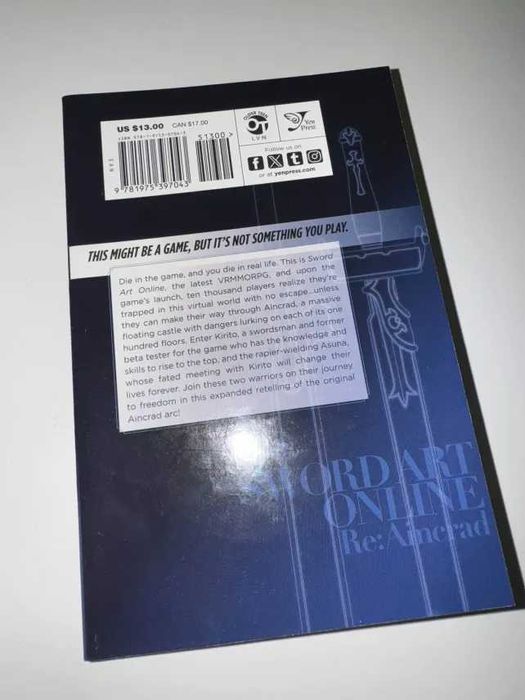 US $13.00 CAN $17.00
51300>
9 781975 397043
OLDER TEEN
OT
LVN
Yen
Press
Follow us on
or at yenpress.com
THIS MIGHT BE A GAME, BUT IT'S NOT SOMETHING YOU PLAY.
Die in the game, and you die in real life. This is Sword
Art Online, the latest VRMMORPG, and upon the
game's launch, ten thousand players realize they're
trapped in this virtual world with no escape...unless
they can make their way through Aincrad, a massive
floating castle with dangers lurking on each of its one
hundred floors. Enter Kirito, a swordsman and former
beta tester for the game who has the knowledge and
skills to rise to the top, and the rapier-wielding Asuna,
whose fated meeting with Kirito will change their
lives forever. Join these two warriors on their journey
to freedom in this expanded retelling of the original
Aincrad arc!
SWORD ART
ONLINE
Re:Aincrad